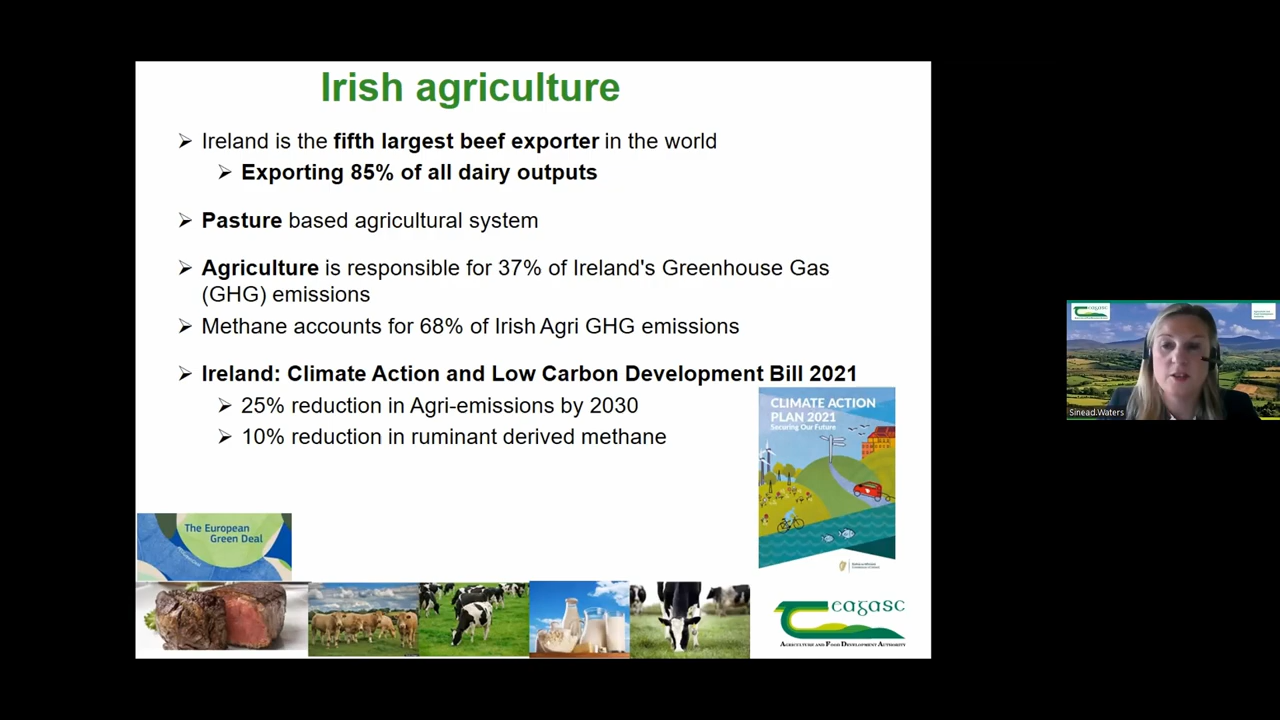 Irish agriculture
Ireland is the fifth largest beef exporter in the world
Exporting 85% of all dairy outputs
Pasture based agricultural system
Agriculture is responsible for 37% of Ireland's Greenhouse Gas
(GHG) emissions
Methane accounts for 68% of Irish Agri GHG emissions
Ireland: Climate Action and Low Carbon Development Bill 2021
25% reduction in Agri-emissions by 2030
10% reduction in ruminant derived methane
CLIMATE ACTION
PLAN 2021
Securing Our Future
The European
Green Deal
teagasc
AGRICULTURE AND FOOD DEVELOPMENT AUTHORITY
teagasc
Sinead.Waters